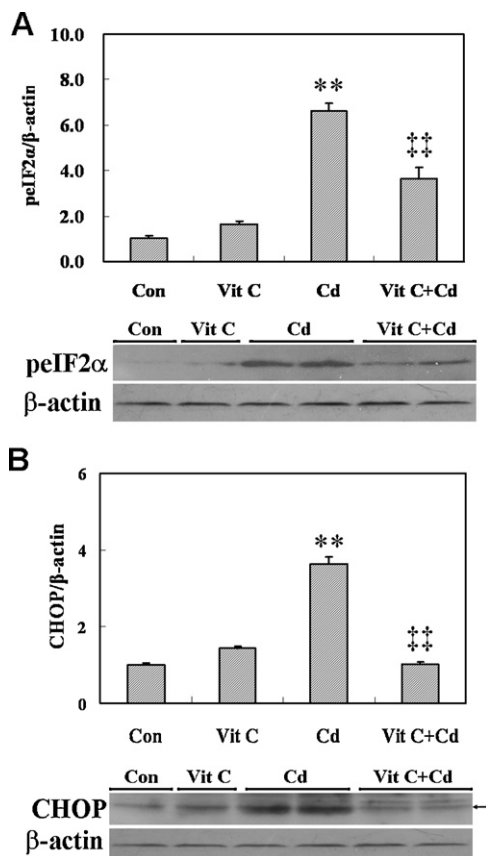 A
10.0
8.0
6.0
4.0
2.0
0.0
peIF2α/β-actin
**
‡‡
Con Vit C Cd Vit C+Cd
Con Vit C Cd Vit C+Cd
peIF2α
β-actin
B
6
4
2
0
CHOP/β-actin
**
‡‡
Con Vit C Cd Vit C+Cd
Con Vit C Cd Vit C+Cd
CHOP
β-actin